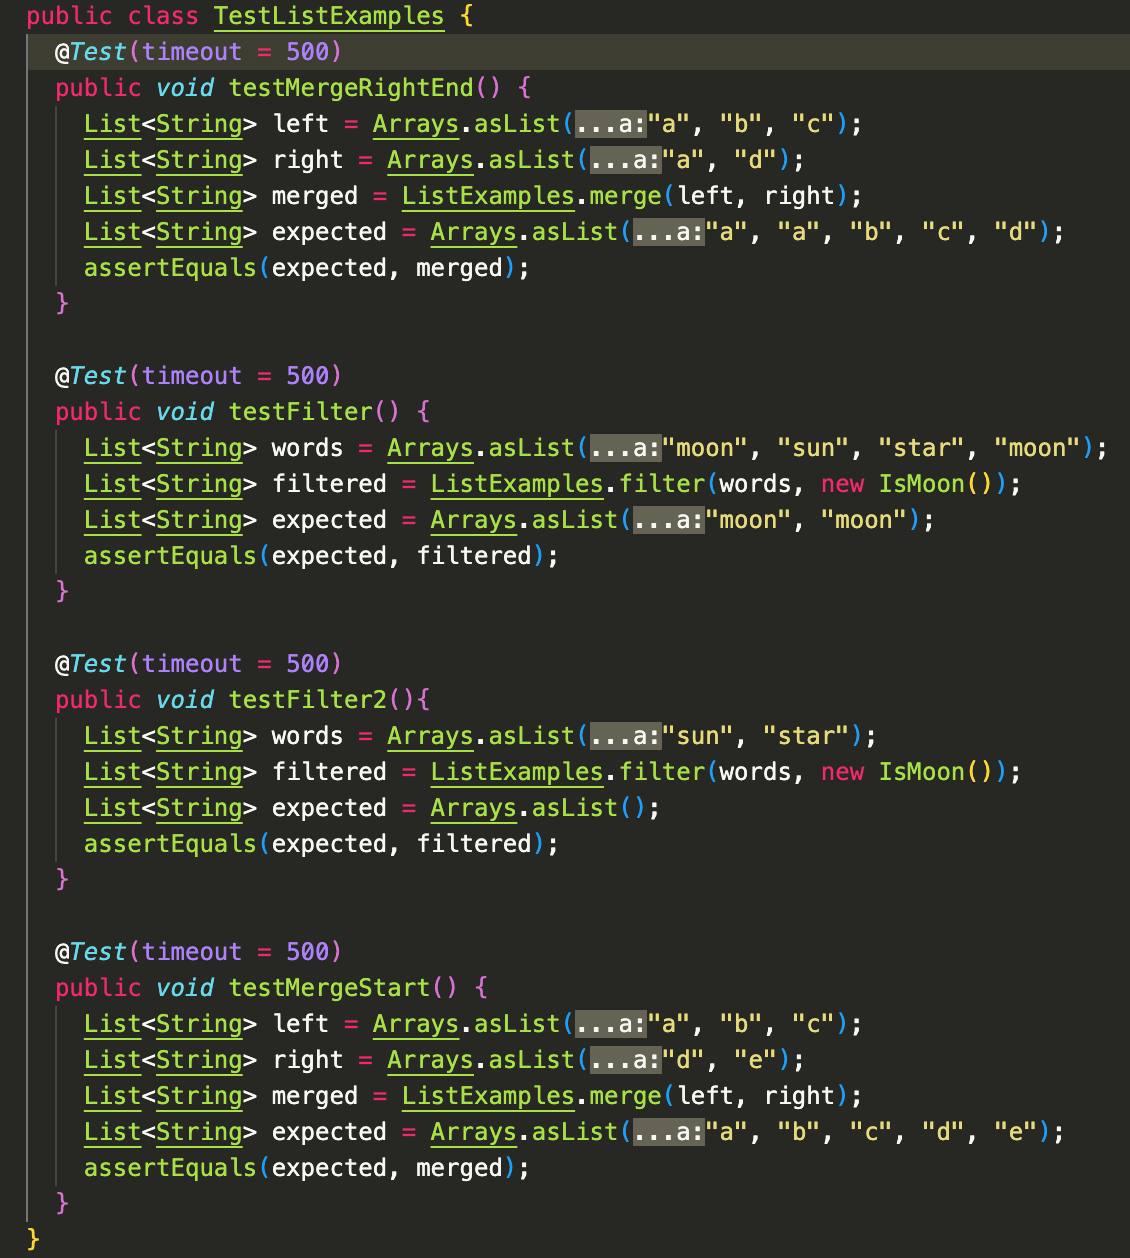 public class TestListExamples {
@Test(timeout = 500)
public void testMergeRightEnd() {
List<String> left = Arrays.asList(...a:"a", "b", "c");
List<String> right = Arrays.asList(...a:"a", "d");
List<String> merged = ListExamples.merge(left, right);
List<String> expected = Arrays.asList(...a:"a", "a", "b", "c", "d");
assertEquals(expected, merged);
}
@Test(timeout = 500)
public void testFilter() {
List<String> words = Arrays.asList(...a:"moon", "sun", "star", "moon");
List<String> filtered = ListExamples.filter(words, new IsMoon());
List<String> expected = Arrays.asList(...a:"moon", "moon");
assertEquals(expected, filtered);
}
@Test(timeout = 500)
public void testFilter2(){
List<String> words = Arrays.asList(...a:"sun", "star");
List<String> filtered = ListExamples.filter(words, new IsMoon());
List<String> expected = Arrays.asList();
assertEquals(expected, filtered);
}
@Test(timeout = 500)
public void testMergeStart() {
List<String> left = Arrays.asList(...a:"a", "b", "c");
List<String> right = Arrays.asList(...a:"d", "e");
List<String> merged = ListExamples.merge(left, right);
List<String> expected = Arrays.asList(...a:"a", "b", "c", "d", "e");
assertEquals(expected, merged);
}
}